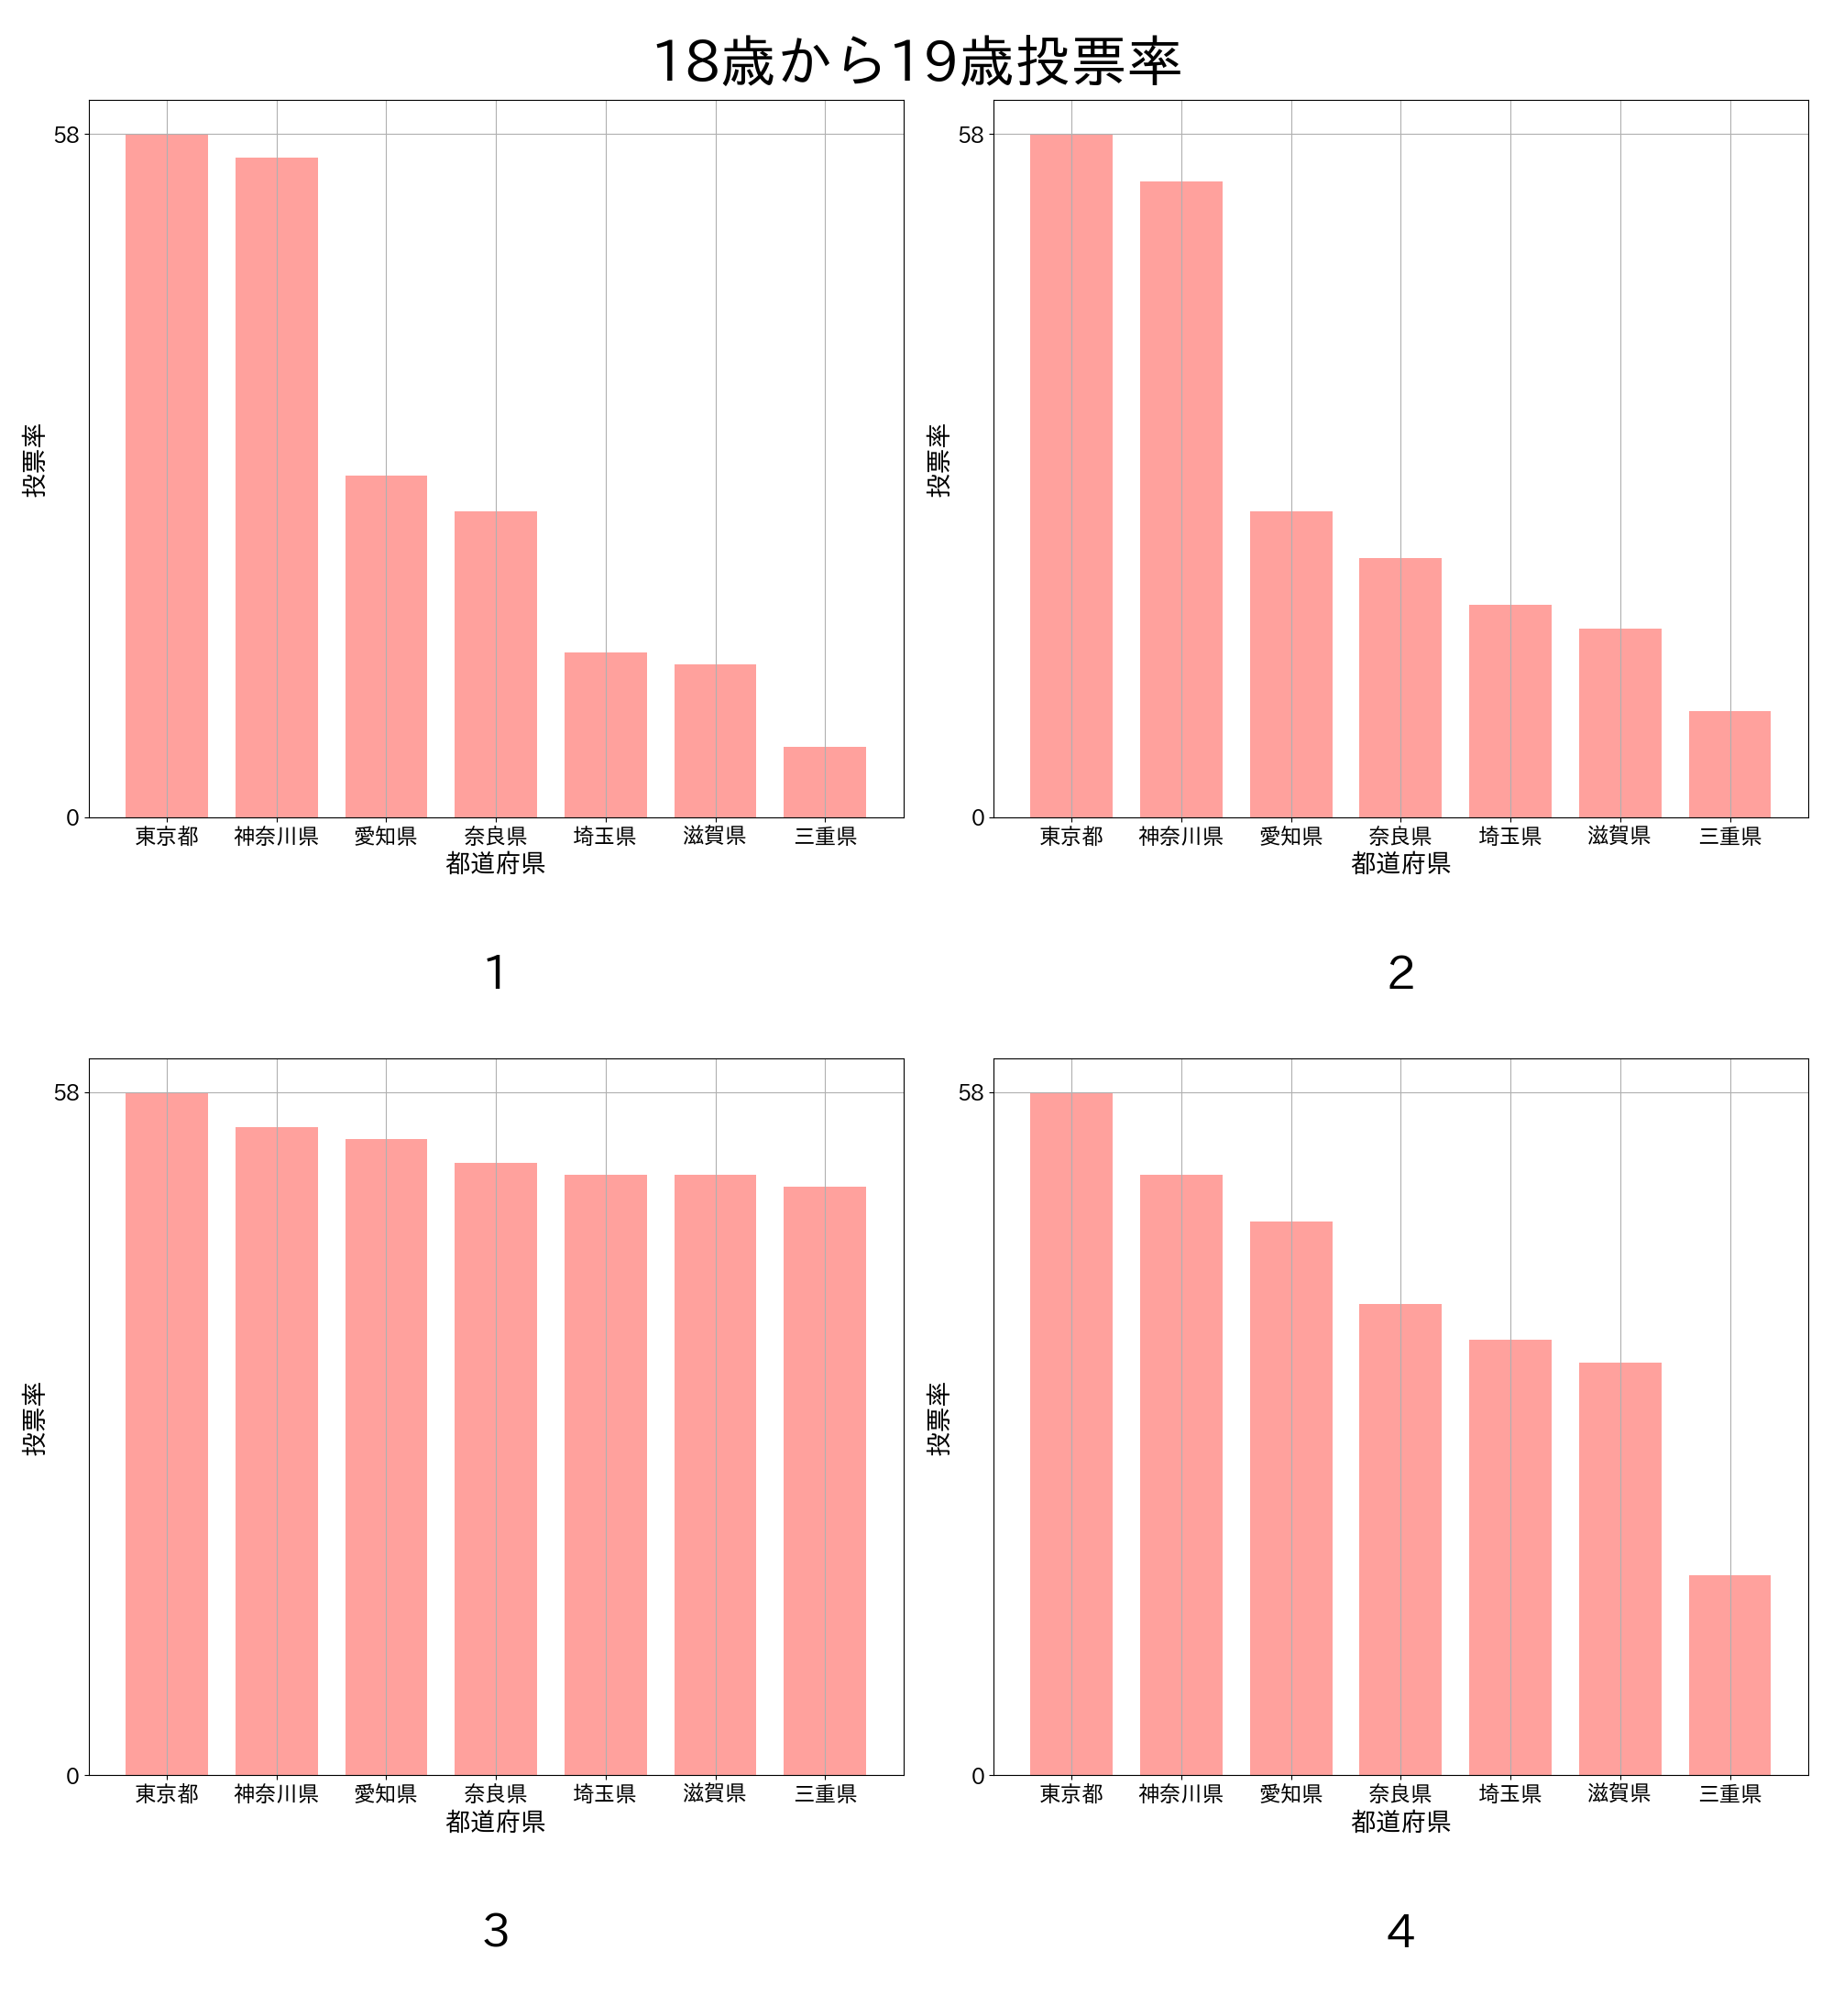 18歳から19歳投票率
58
0
投票率
東京都 神奈川県 愛知県 奈良県 埼玉県 滋賀県 三重県
都道府県
1
58
0
投票率
東京都 神奈川県 愛知県 奈良県 埼玉県 滋賀県 三重県
都道府県
2
58
0
投票率
東京都 神奈川県 愛知県 奈良県 埼玉県 滋賀県 三重県
都道府県
3
58
0
投票率
東京都 神奈川県 愛知県 奈良県 埼玉県 滋賀県 三重県
都道府県
4